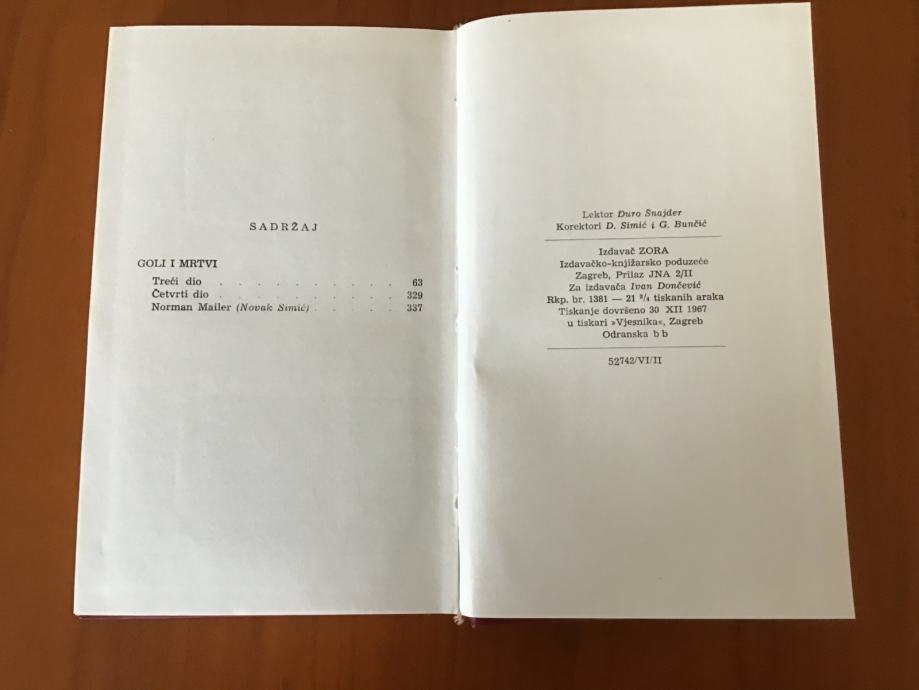 SADRŽAJ
GOLI I MRTVI
Treći dio . . . . . . . . . . 63
Četvrti dio . . . . . . . . . . 329
Norman Mailer (Novak Simić) . . . . . 337
Lektor Đuro Šnajder
Korektori D. Simić i G. Bunčić
Izdavač ZORA
Izdavačko-knjižarsko poduzeće
Zagreb, Prilaz JNA 2/II
Za izdavača Ivan Dončević
Rkp. br. 1381 — 21 3/4 tiskanih araka
Tiskanje dovršeno 30 XII 1967
u tiskari »Vjesnika«, Zagreb
Odranska b b
52742/VI/II